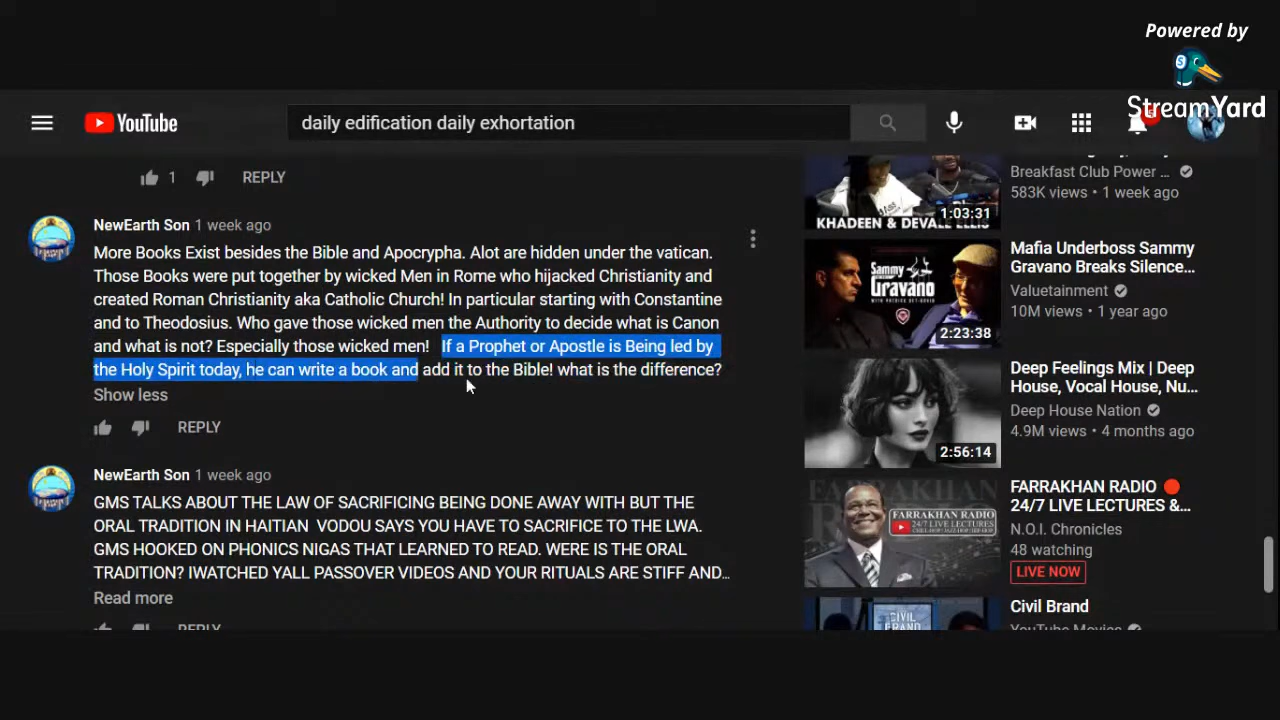 Powered by
StreamYard
YouTube
daily edification daily exhortation
1 REPLY
NewEarth Son 1 week ago
More Books Exist besides the Bible and Apocrypha. Alot are hidden under the vatican.
Those Books were put together by wicked Men in Rome who hijacked Christianity and
created Roman Christianity aka Catholic Church! In particular starting with Constantine
and to Theodosius. Who gave those wicked men the Authority to decide what is Canon
and what is not? Especially those wicked men! If a Prophet or Apostle is Being led by
the Holy Spirit today, he can write a book and add it to the Bible! what is the difference?
Show less
REPLY
NewEarth Son 1 week ago
GMS TALKS ABOUT THE LAW OF SACRIFICING BEING DONE AWAY WITH BUT THE
ORAL TRADITION IN HAITIAN VODOU SAYS YOU HAVE TO SACRIFICE TO THE LWA.
GMS HOOKED ON PHONICS NIGAS THAT LEARNED TO READ. WERE IS THE ORAL
TRADITION? IWATCHED YALL PASSOVER VIDEOS AND YOUR RITUALS ARE STIFF AND...
Read more
REPLY
KHADEEN & DEVALE ELLIS
1:03:31
Breakfast Club Power ...
583K views • 1 week ago
Sammy
Gravano
2:23:38
Mafia Underboss Sammy
Gravano Breaks Silence...
Valuetainment
10M views • 1 year ago
2:56:14
Deep Feelings Mix | Deep
House, Vocal House, Nu...
Deep House Nation
4.9M views • 4 months ago
FARRAKHAN
FARRAKHAN RADIO
24/7 LIVE LECTURES
FARRAKHAN RADIO
24/7 LIVE LECTURES &...
N.O.I. Chronicles
48 watching
LIVE NOW
CIVIL
BRAND
Civil Brand
YouTube Movies